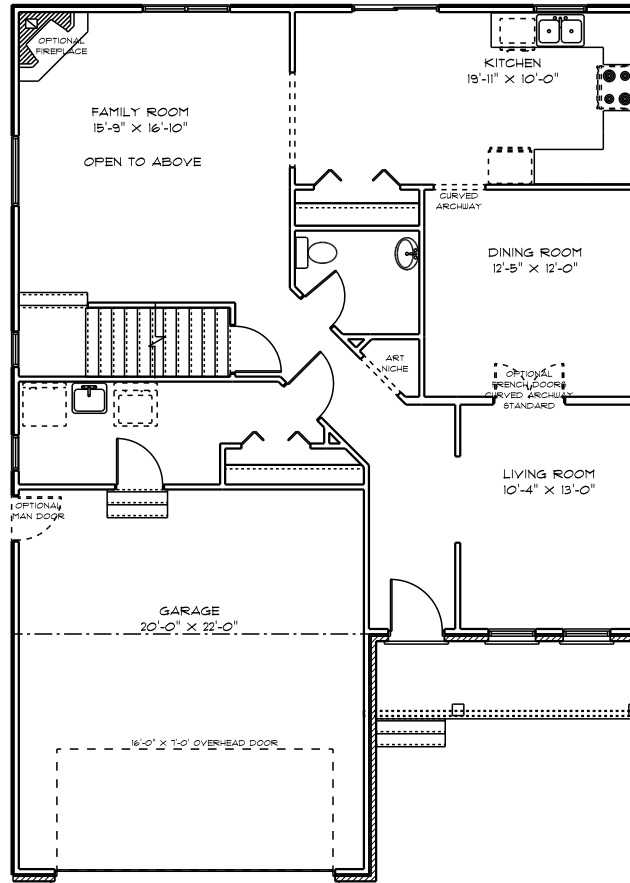 OPTIONAL
FIREPLACE
KITCHEN
19'-11" X 10'-0"
FAMILY ROOM
15'-9" X 16'-10"
OPEN TO ABOVE
CURVED
ARCHWAY
DINING ROOM
12'-5" X 12'-0"
ART
NICHE
OPTIONAL
FRENCH DOORS
CURVED ARCHWAY
STANDARD
LIVING ROOM
10'-4" X 13'-0"
OPTIONAL
MAN DOOR
GARAGE
20'-0" X 22'-0"
16'-0" X 7'-0' OVERHEAD DOOR